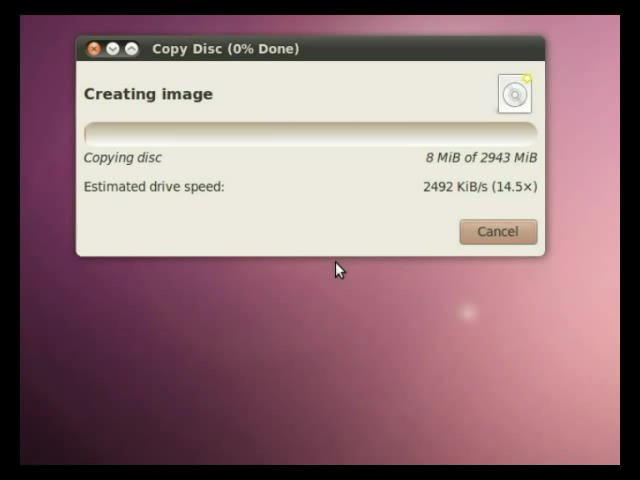 Copy Disc (0% Done)
Creating image
Copying disc 8 MiB of 2943 MiB
Estimated drive speed: 2492 KiB/s (14.5×)
Cancel